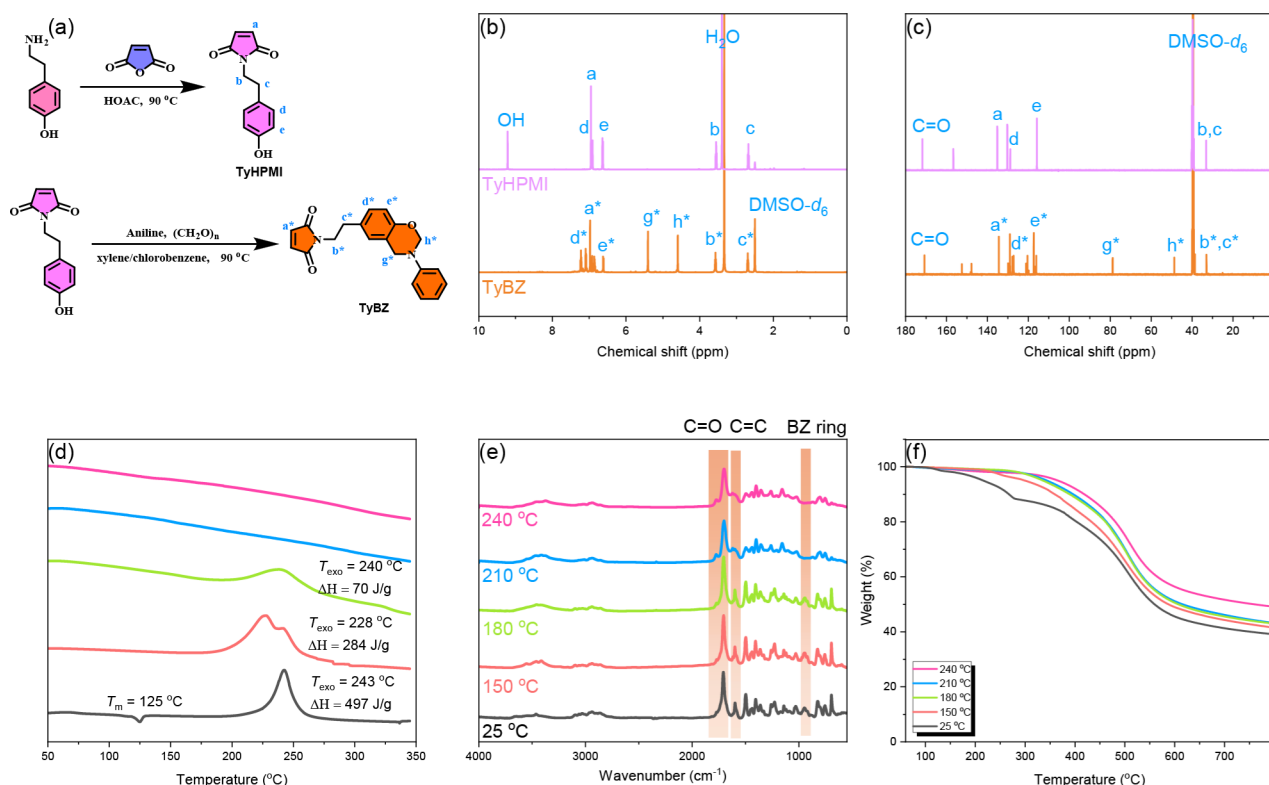 (a)
NH2
O
O
O
HOAC, 90 °C
OH
a
O
O
N
b
c
d
e
OH
TyHPMI
O
O
N
OH
Aniline, (CH2O)n
xylene/chlorobenzene, 90 °C
a*
O
O
N
b*
c*
d*
e*
O
h*
N
g*
TyBZ
(b)
H2O
a
OH
d
e
b
c
TyHPMI
DMSO-d6
a*
g*
h*
d*
e*
b*
c*
TyBZ
10
8
6
4
2
0
Chemical shift (ppm)
(c)
DMSO-d6
C=O
a
d
e
b,c
C=O
a*
d*
e*
g*
h*
b*,c*
180
160
140
120
100
80
60
40
20
Chemical shift (ppm)
(d)
Texo = 240 °C
ΔH = 70 J/g
Texo = 228 °C
ΔH = 284 J/g
Texo = 243 °C
ΔH = 497 J/g
Tm = 125 °C
50
100
150
200
250
300
350
Temperature (°C)
C=O C=C BZ ring
(e)
240 °C
210 °C
180 °C
150 °C
25 °C
4000
3000
2000
1000
Wavenumber (cm-1)
(f)
100
80
60
40
20
0
Weight (%)
240 °C
210 °C
180 °C
150 °C
25 °C
100
200
300
400
500
600
700
Temperature (°C)